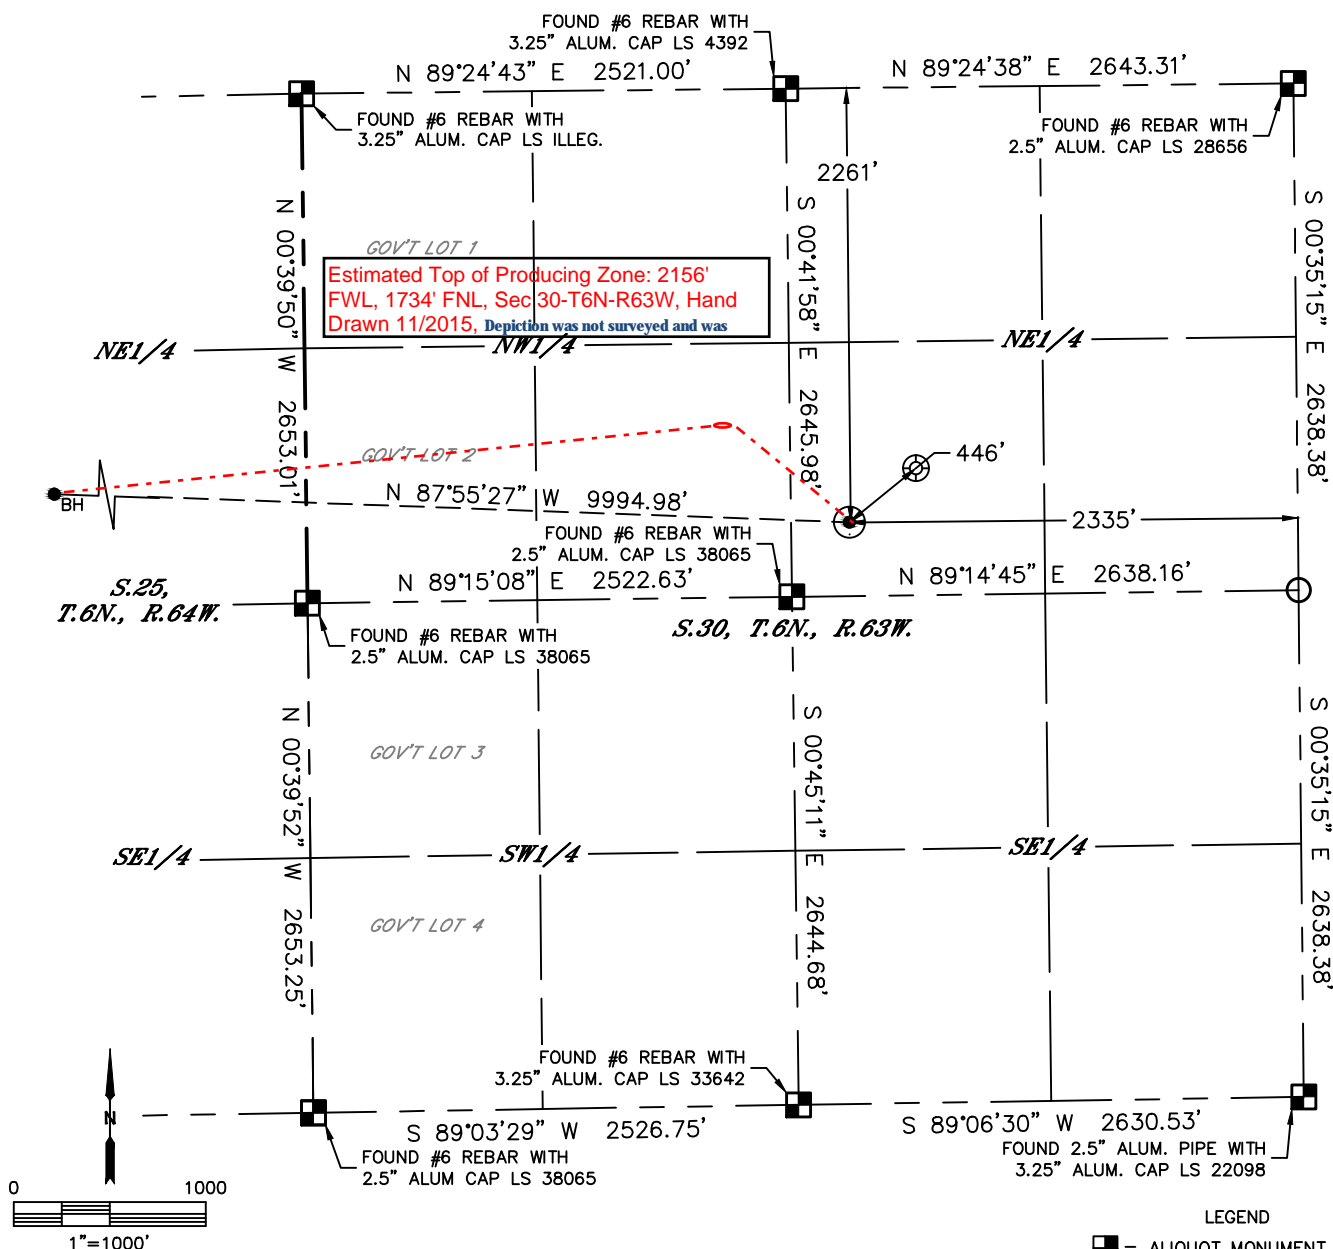 FOUND #6 REBAR WITH
3.25" ALUM. CAP LS 4392
N 89°24'43" E 2521.00'
N 89°24'38" E 2643.31'
FOUND #6 REBAR WITH
3.25" ALUM. CAP LS ILLEG.
FOUND #6 REBAR WITH
2.5" ALUM. CAP LS 28656
2261'
N 00°39'50" W 2653.01'
S 00°41'58" E 2645.98'
S 00°35'15" E 2638.38'
GOV'T LOT 1
Estimated Top of Producing Zone: 2156'
FWL, 1734' FNL, Sec 30-T6N-R63W, Hand
Drawn 11/2015, Depiction was not surveyed and was
NE1/4
NW1/4
NE1/4
GOV'T LOT 2
446'
BH
N 87°55'27" W 9994.98'
2335'
FOUND #6 REBAR WITH
2.5" ALUM. CAP LS 38065
N 89°15'08" E 2522.63'
N 89°14'45" E 2638.16'
S.25,
T.6N., R.64W.
S.30, T.6N., R.63W.
FOUND #6 REBAR WITH
2.5" ALUM. CAP LS 38065
N 00°39'52" W 2653.25'
S 00°45'11" E 2644.68'
S 00°35'15" E 2638.38'
GOV'T LOT 3
SE1/4
SW1/4
SE1/4
GOV'T LOT 4
FOUND #6 REBAR WITH
3.25" ALUM. CAP LS 33642
N
S 89°03'29" W 2526.75'
S 89°06'30" W 2630.53'
FOUND #6 REBAR WITH
2.5" ALUM CAP LS 38065
FOUND 2.5" ALUM. PIPE WITH
3.25" ALUM. CAP LS 22098
0 1000
1"=1000'
LEGEND
= ALIQUOT MONUMENT